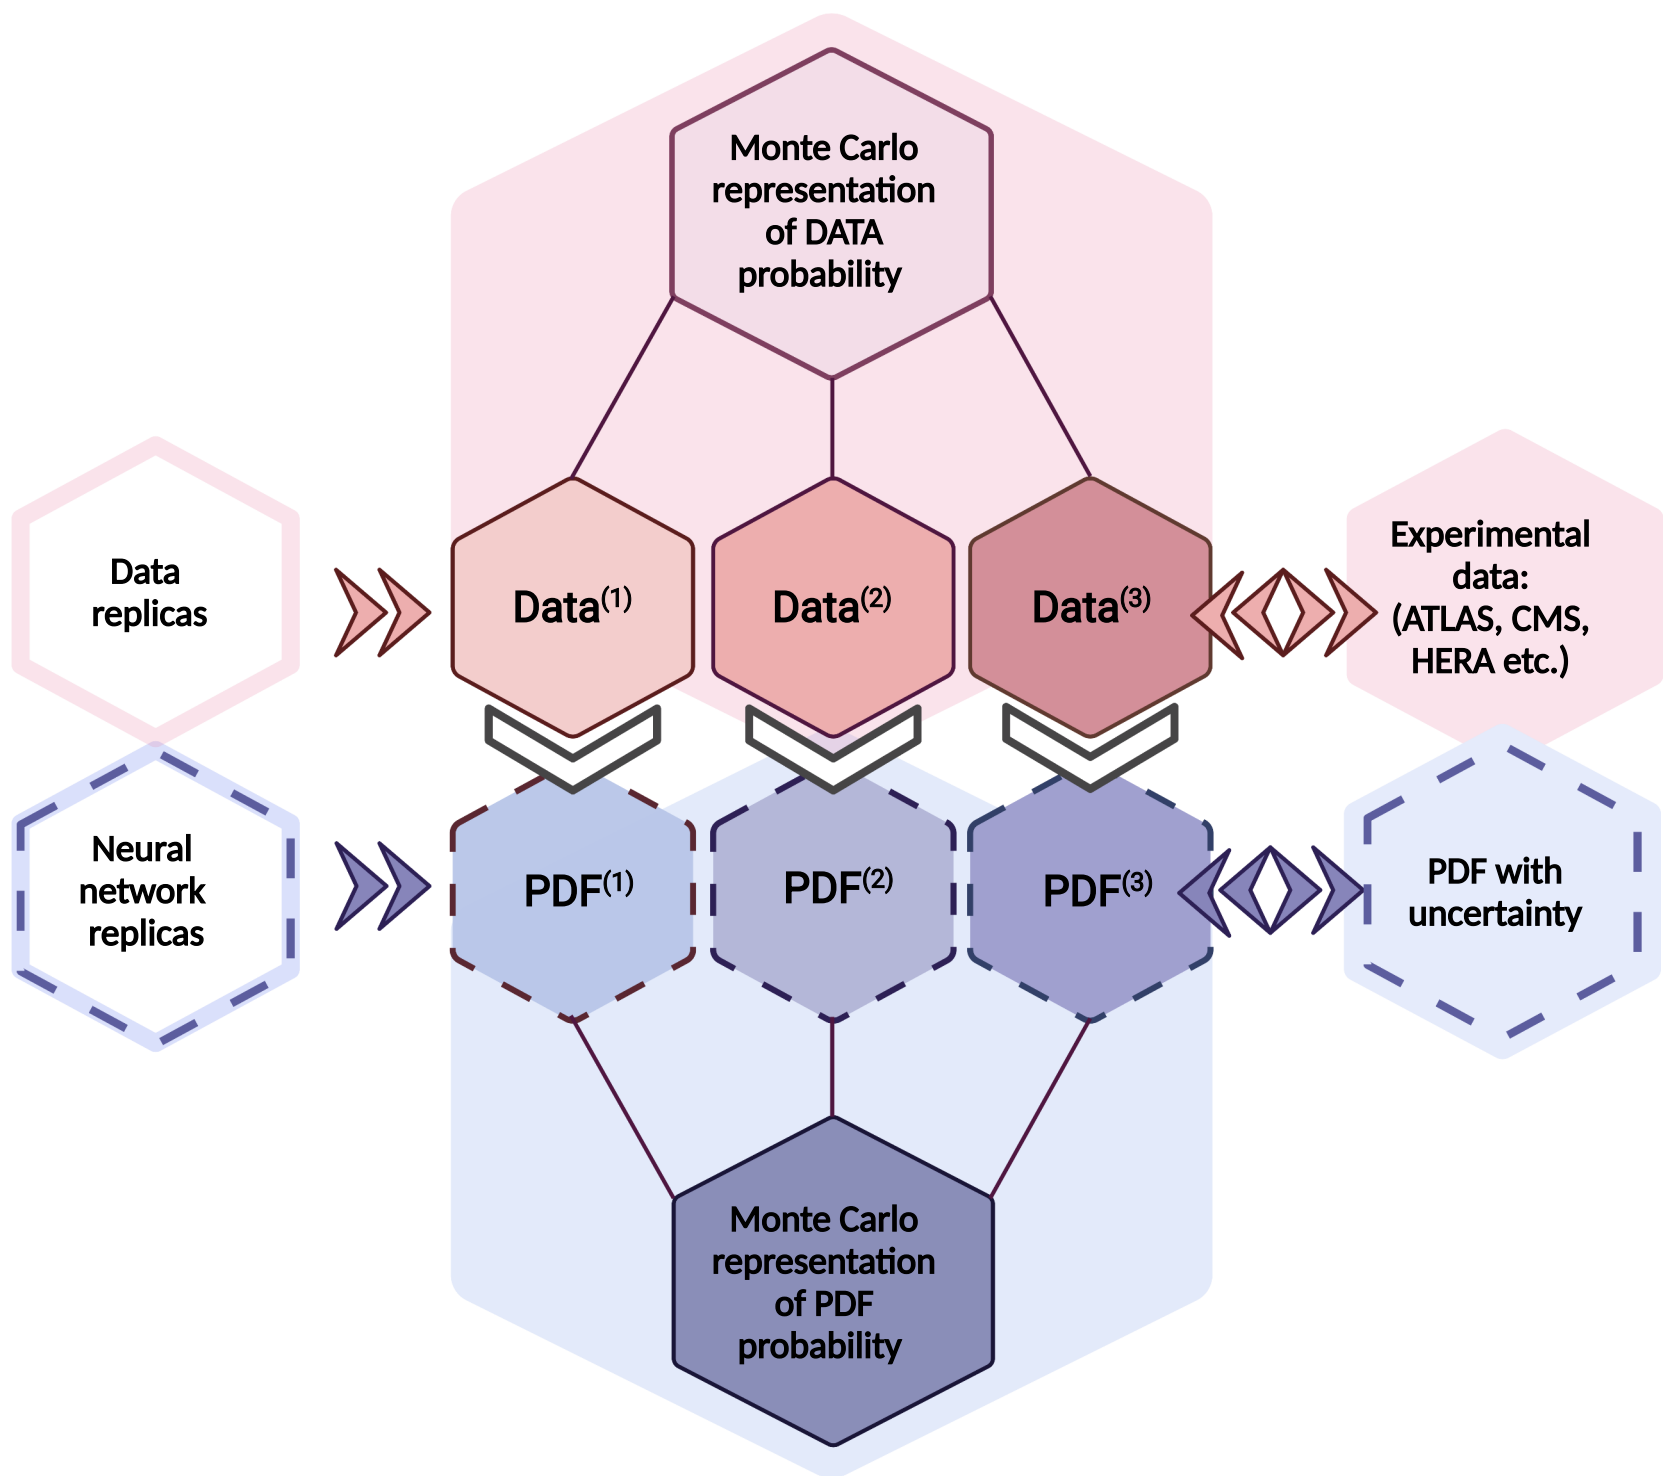 Monte Carlo
representation
of DATA
probability
Data
replicas
Data⁽¹⁾
Data⁽²⁾
Data⁽³⁾
Experimental
data:
(ATLAS, CMS,
HERA etc.)
Neural
network
replicas
PDF⁽¹⁾
PDF⁽²⁾
PDF⁽³⁾
PDF with
uncertainty
Monte Carlo
representation
of PDF
probability